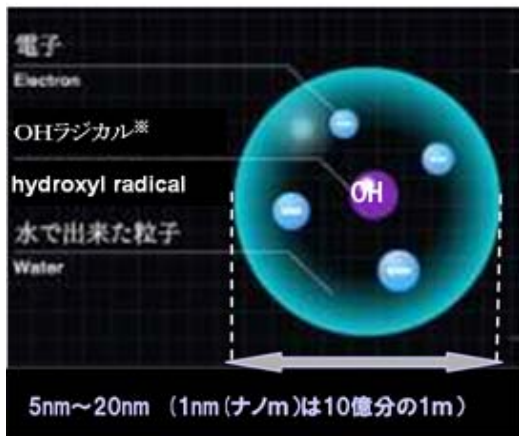 電子
Electron
OHラジカル※
hydroxyl radical
OH
水で出来た粒子
Water
5nm～20nm （1nm(ナノm)は10億分の1m）